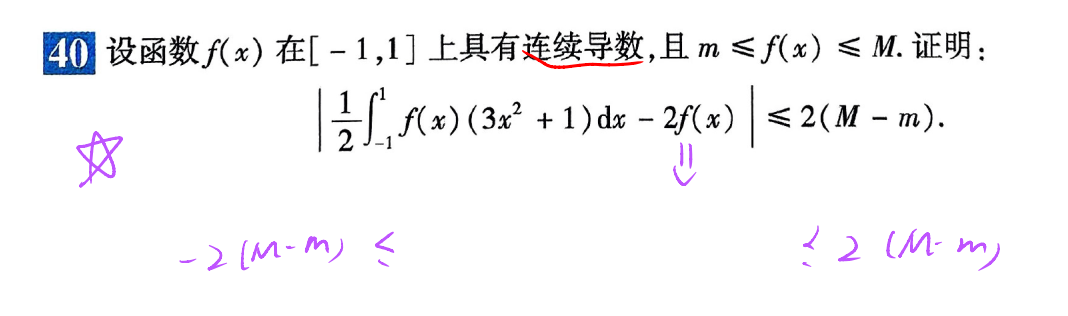 40 设函数 f(x) 在[-1,1]上具有连续导数,且 m ≤ f(x) ≤ M. 证明:
|1/2 ∫_{-1}^{1} f(x)(3x² + 1)dx - 2f(x)| ≤ 2(M - m).
-2(M-m) ≤ ≤ 2(M-m)